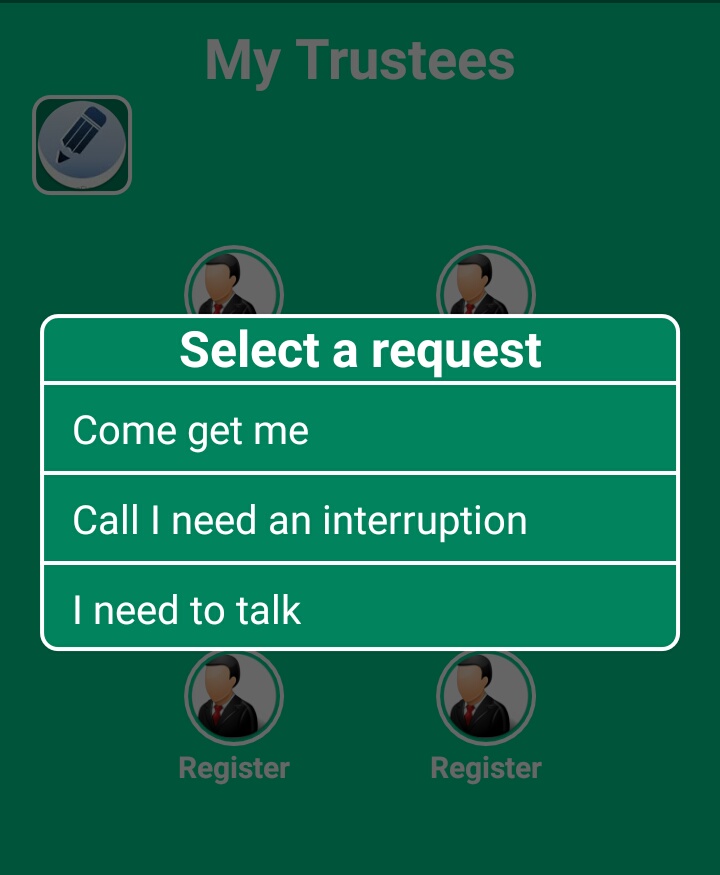 My Trustees
Select a request
Come get me
Call I need an interruption
I need to talk
Register
Register